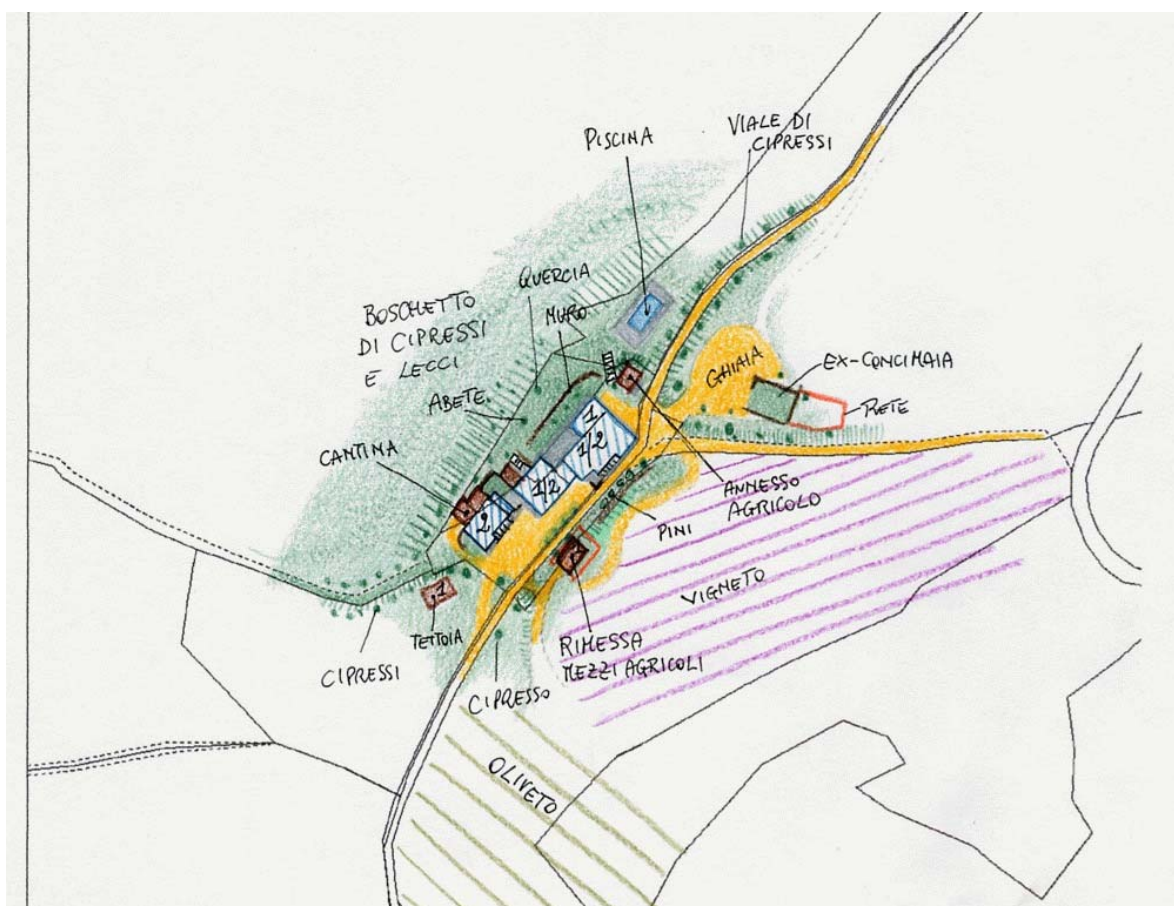 PISCINA
VIALE DI
CIPRESSI
QUERCIA
MURO
BOSCHETTO
DI CIPRESSI
E LECCI
ABETE
GHIAIA
EX-CONCIMAIA
RETE
CANTINA
1
1/2
1/2
2
ANNESSO
AGRICOLO
PINI
ORSO
VIGNETO
1
TETTOIA
RIMESSA
MEZZI AGRICOLI
CIPRESSI
CIPRESSO
OLIVETO